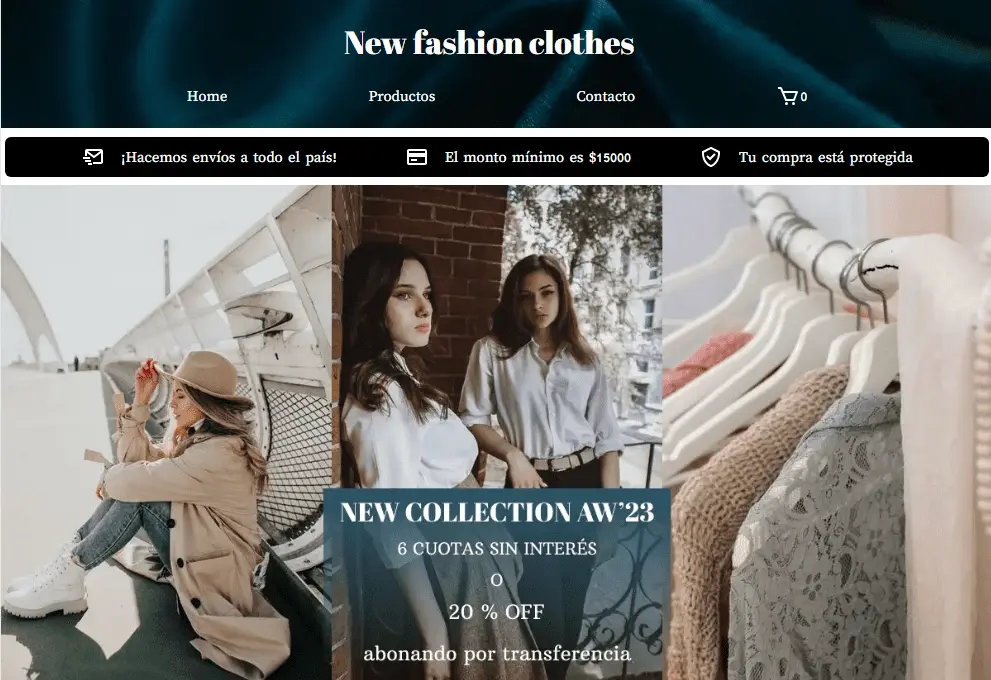 New fashion clothes
Home Productos Contacto 0
¡Hacemos envíos a todo el país! El monto mínimo es $15000 Tu compra está protegida
NEW COLLECTION AW’23
6 CUOTAS SIN INTERÉS
O
20 % OFF
abonando por transferencia